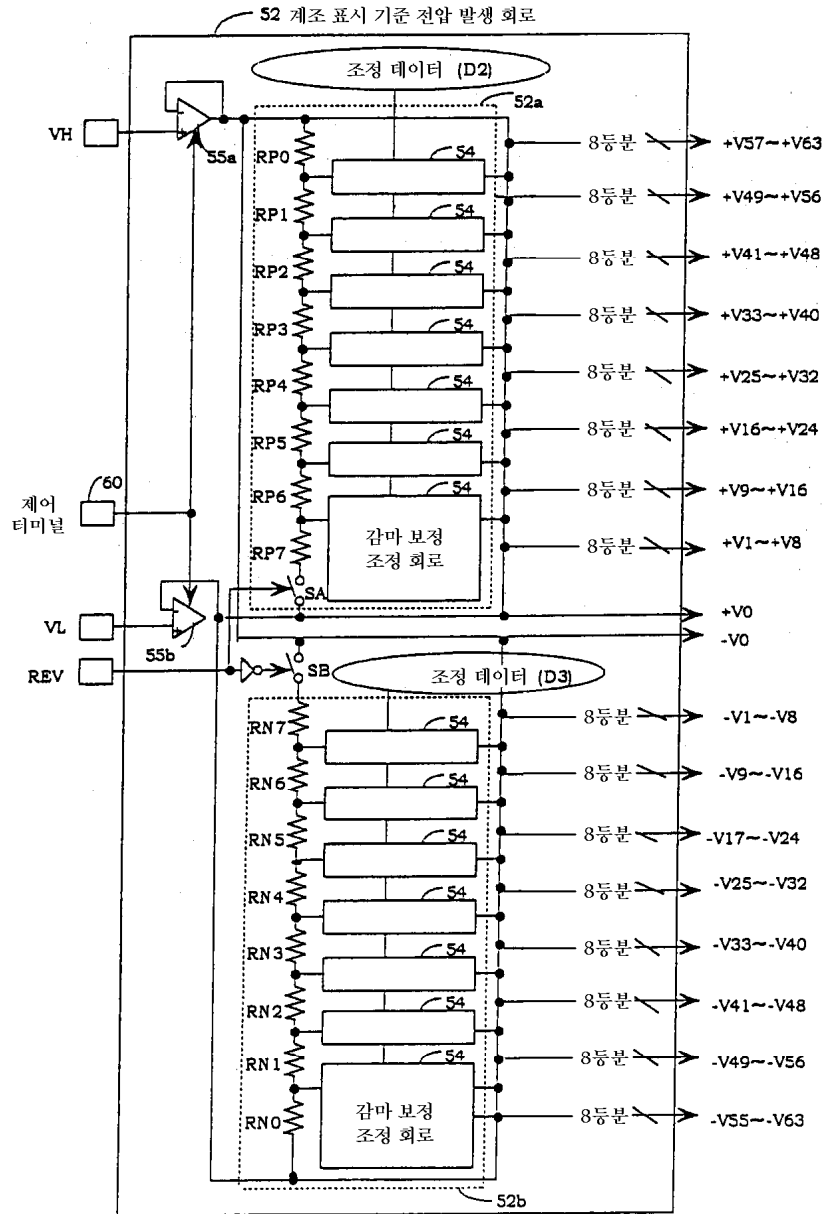 52 계조 표시 기준 전압 발생 회로
조정 데이터 (D2)
52a
VH
55a
RP0
54
8등분
+V57~+V63
RP1
54
8등분
+V49~+V56
RP2
54
8등분
+V41~+V48
RP3
54
8등분
+V33~+V40
RP4
54
8등분
+V25~+V32
RP5
54
8등분
+V16~+V24
RP6
54
8등분
+V9~+V16
60
제어
터미널
RP7
감마 보정
조정 회로
8등분
+V1~+V8
SA
VL
55b
+V0
-V0
REV
SB
조정 데이터 (D3)
RN7
54
8등분
-V1~-V8
RN6
54
8등분
-V9~-V16
RN5
54
8등분
-V17~-V24
RN4
54
8등분
-V25~-V32
RN3
54
8등분
-V33~-V40
RN2
54
8등분
-V41~-V48
RN1
54
8등분
-V49~-V56
RN0
감마 보정
조정 회로
8등분
-V55~-V63
52b